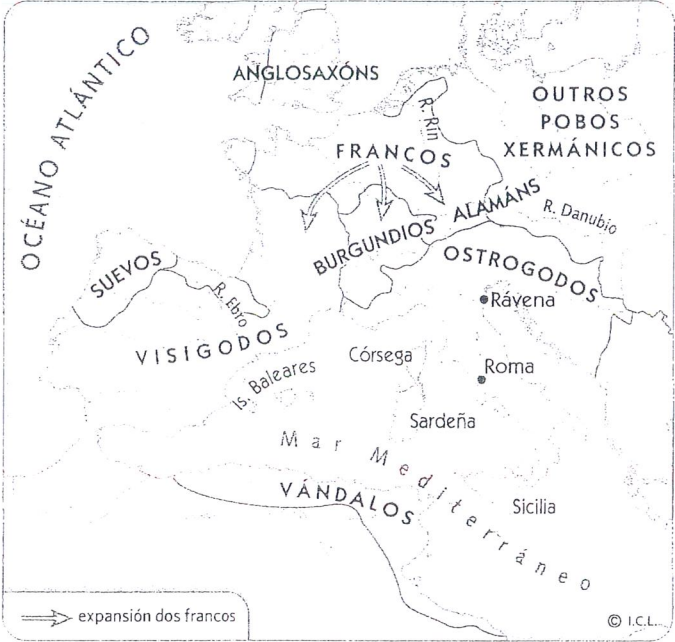 OCÉANO ATLÁNTICO
ANGLOSAXÓNS
OUTROS
POBOS
XERMÁNICOS
R. Rin
FRANCOS
ALAMÁNS
R. Danubio
BURGUNDIOS
OSTROGODOS
SUEVOS
R. Ebro
Rávena
VISIGODOS
Is. Baleares
Córsega
Roma
Sardeña
Mar Mediterráneo
VÁNDALOS
Sicilia
expansión dos francos
© I.C.L.